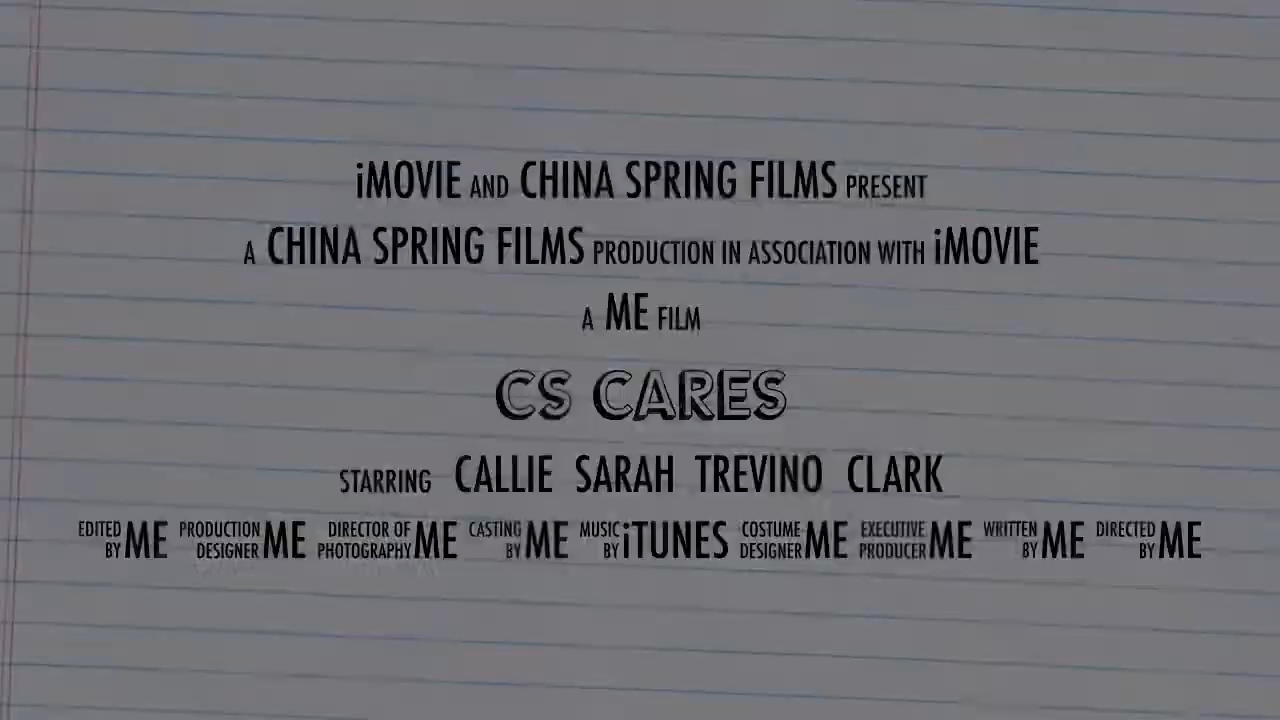 iMOVIE AND CHINA SPRING FILMS PRESENT
A CHINA SPRING FILMS PRODUCTION IN ASSOCIATION WITH iMOVIE
A ME FILM
CS CARES
STARRING CALLIE SARAH TREVINO CLARK
EDITED BY ME PRODUCTION DESIGNER ME DIRECTOR OF PHOTOGRAPHY ME CASTING BY ME MUSIC BY iTUNES COSTUME DESIGNER ME EXECUTIVE PRODUCER ME WRITTEN BY ME DIRECTED BY ME